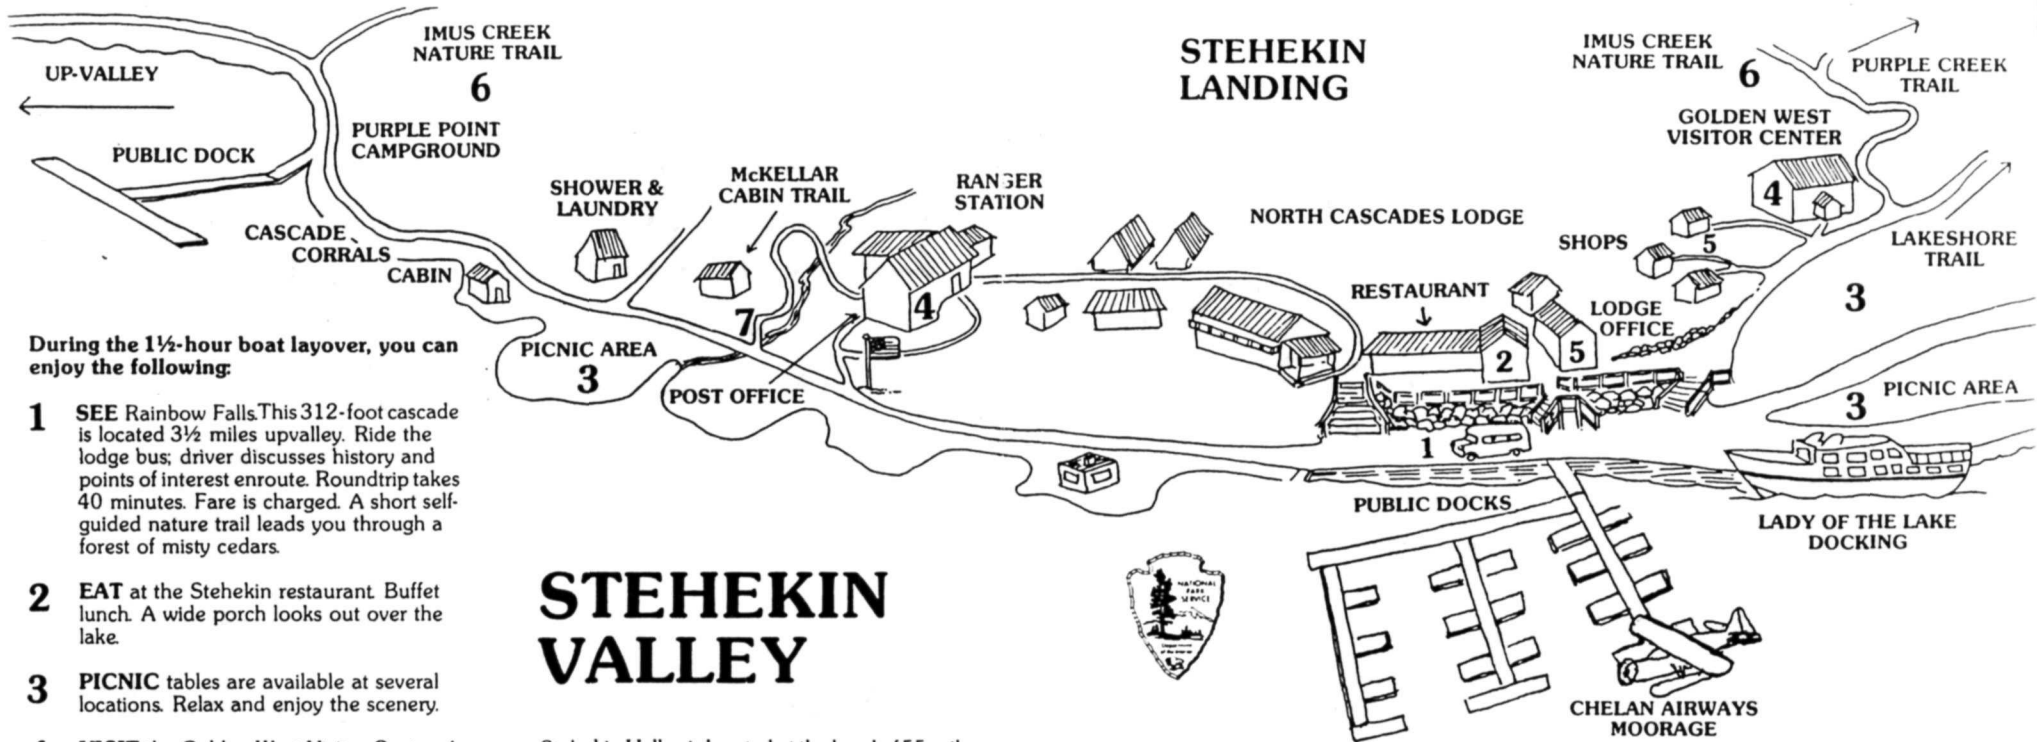 IMUS CREEK
NATURE TRAIL
6
STEHEKIN
LANDING
IMUS CREEK
NATURE TRAIL
6
PURPLE CREEK
TRAIL
UP-VALLEY
PURPLE POINT
CAMPGROUND
GOLDEN WEST
VISITOR CENTER
4
PUBLIC DOCK
SHOWER &
LAUNDRY
McKELLAR
CABIN TRAIL
RANGER
STATION
NORTH CASCADES LODGE
SHOPS
5
LAKESHORE
TRAIL
3
CASCADE
CORRALS
CABIN
7
4
RESTAURANT
2
LODGE
OFFICE
5
PICNIC AREA
3
POST OFFICE
PICNIC AREA
3
1
PUBLIC DOCKS
LADY OF THE LAKE
DOCKING
CHELAN AIRWAYS
MOORAGE
During the 1½-hour boat layover, you can
enjoy the following:
1 SEE Rainbow Falls. This 312-foot cascade
is located 3½ miles upvalley. Ride the
lodge bus; driver discusses history and
points of interest enroute. Roundtrip takes
40 minutes. Fare is charged. A short self-
guided nature trail leads you through a
forest of misty cedars.
2 EAT at the Stehekin restaurant. Buffet
lunch. A wide porch looks out over the
lake.
3 PICNIC tables are available at several
locations. Relax and enjoy the scenery.
STEHEKIN
VALLEY
NATIONAL
PARK
SERVICE